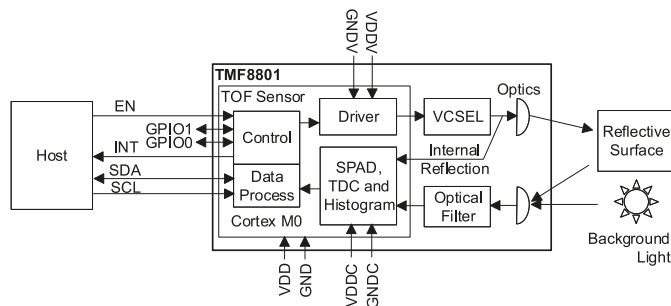 GNDV
VDDV
TMF8801
TOF Sensor
Optics
EN
Driver
VCSEL
GPIO1
GPIO0
Control
Host
INT
Internal
Reflection
Reflective
Surface
SDA
SCL
Data
Process
SPAD,
TDC and
Histogram
Optical
Filter
Cortex M0
Background
Light
VDD
GND
VDDC
GNDC